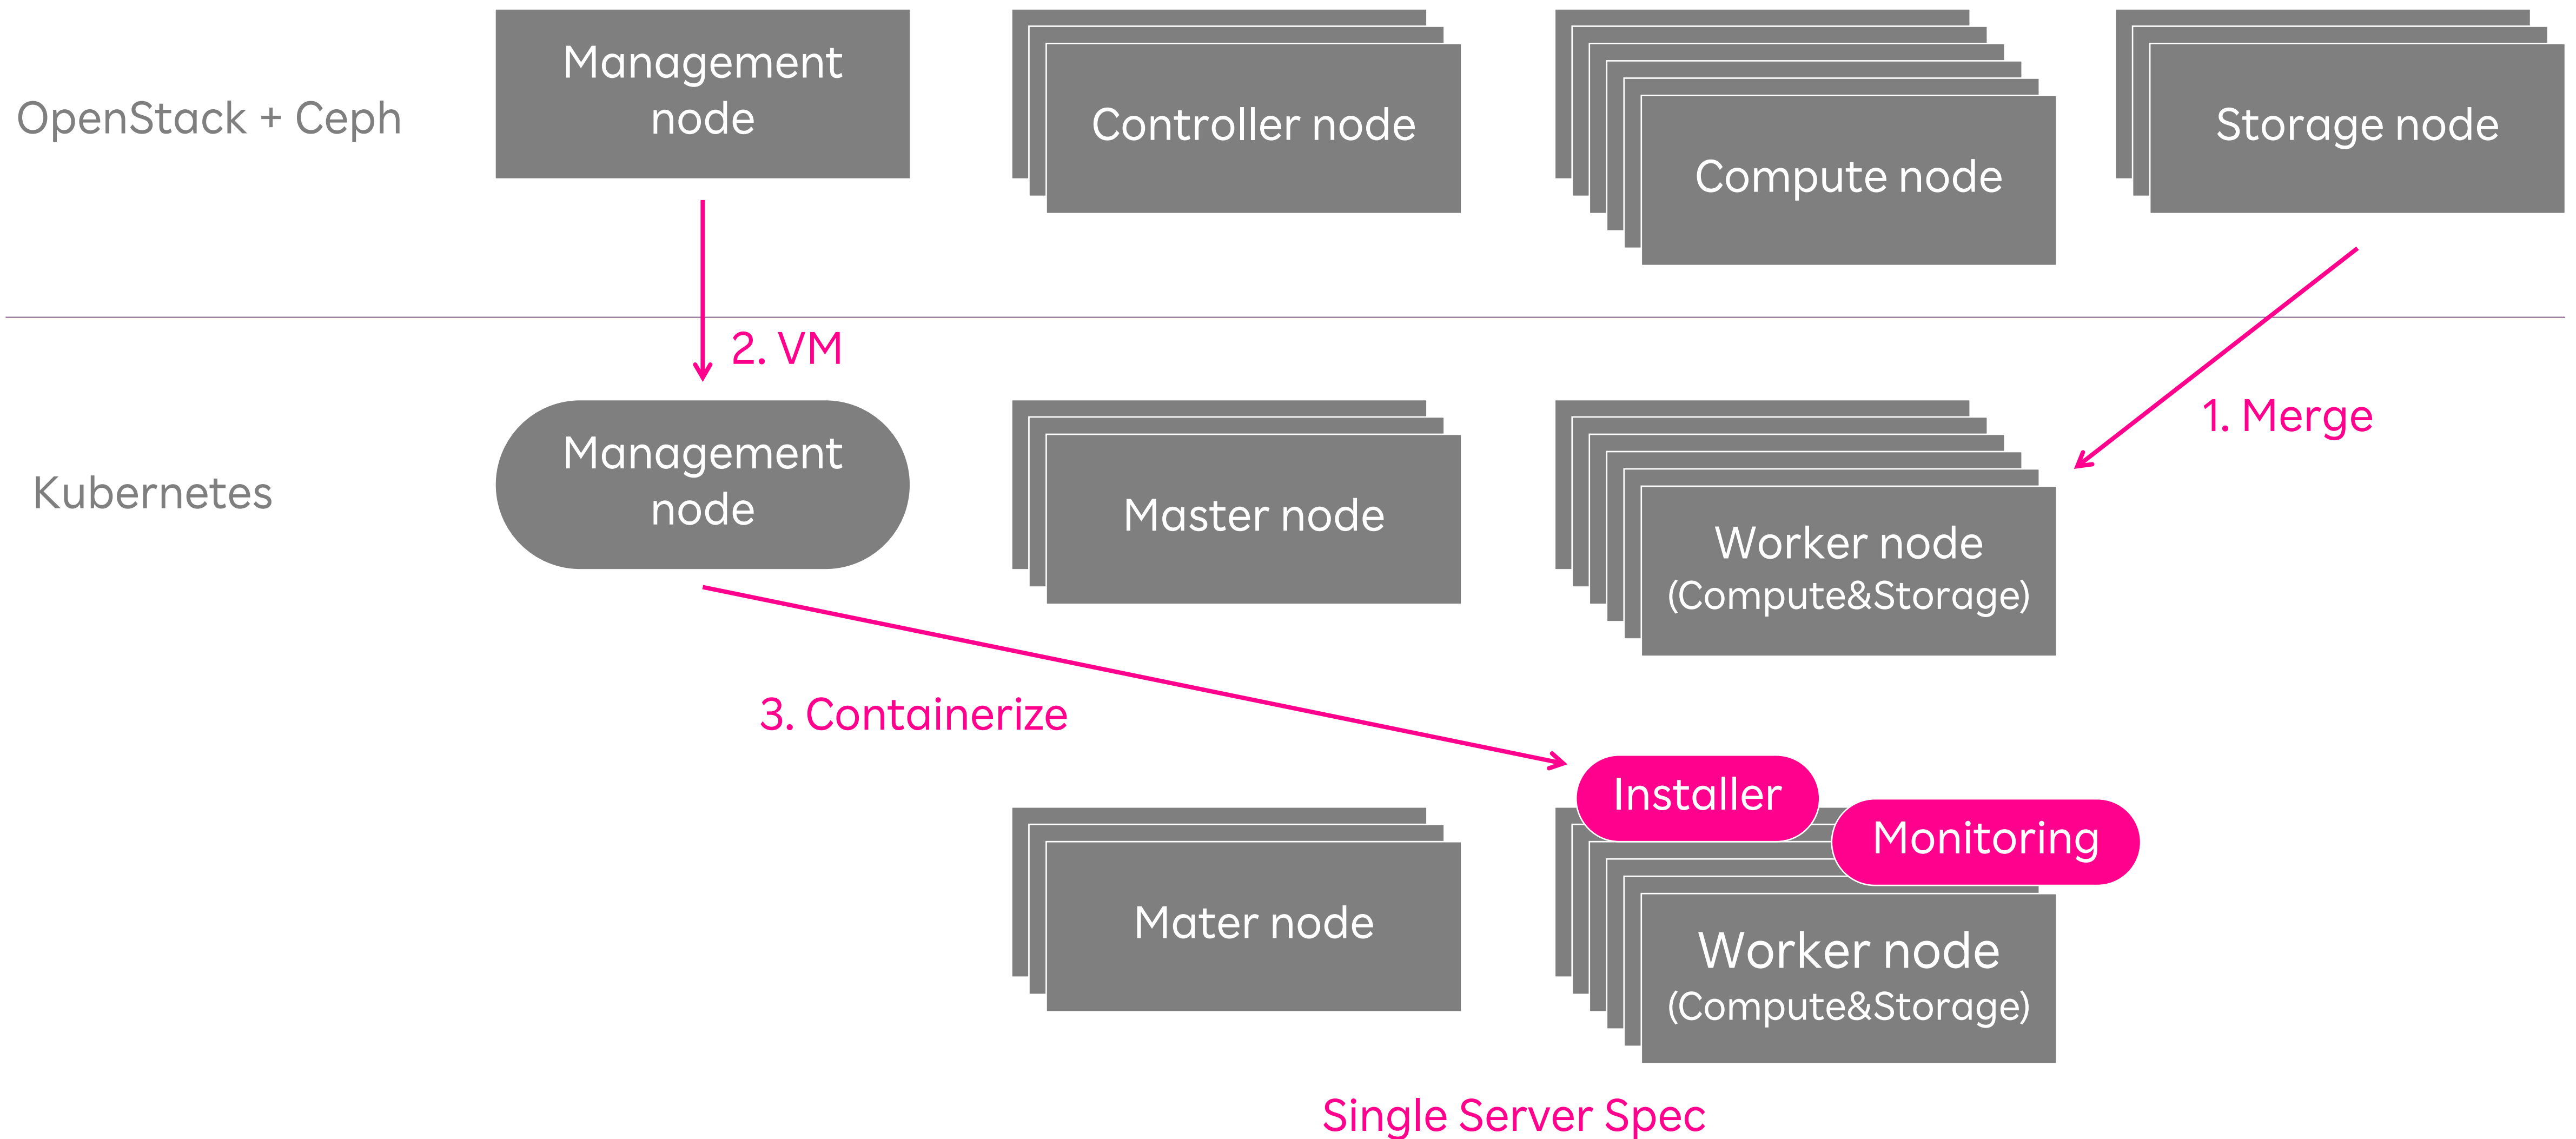 OpenStack + Ceph
Management
node
Controller node
Compute node
Storage node
2. VM
1. Merge
Kubernetes
Management
node
Master node
Worker node
(Compute&Storage)
3. Containerize
Installer
Monitoring
Mater node
Worker node
(Compute&Storage)
Single Server Spec